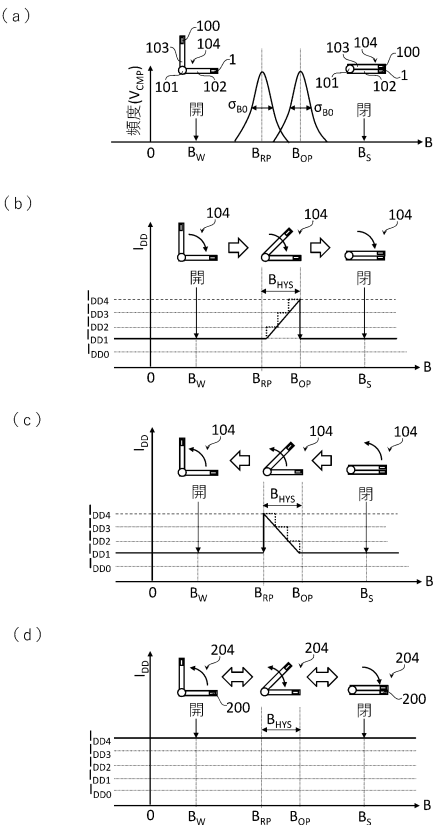 (a)
100
103
104
1
101
102
103
104
100
1
101
102
頻度(VCMP)
開
σB0
σB0
閉
0
BW
BRP
BOP
BS
B
(b)
IDD
104
104
104
開
BHYS
閉
IDD4
IDD3
IDD2
IDD1
IDD0
0
BW
BRP
BOP
BS
B
(c)
IDD
104
104
104
開
BHYS
閉
IDD4
IDD3
IDD2
IDD1
IDD0
0
BW
BRP
BOP
BS
B
(d)
IDD
204
204
204
200
200
開
BHYS
閉
IDD4
IDD3
IDD2
IDD1
IDD0
0
BW
BRP
BOP
BS
B